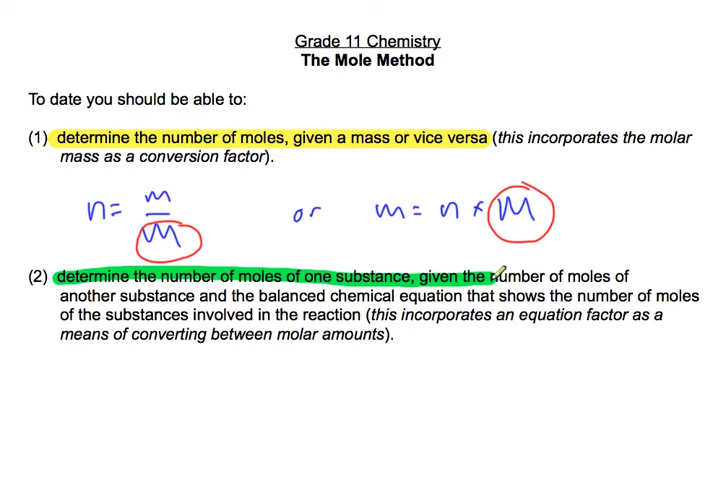 Grade 11 Chemistry
The Mole Method
To date you should be able to:
(1) determine the number of moles, given a mass or vice versa (this incorporates the molar
mass as a conversion factor).
n = m/M or m = n × M
(2) determine the number of moles of one substance, given the number of moles of
another substance and the balanced chemical equation that shows the number of moles
of the substances involved in the reaction (this incorporates an equation factor as a
means of converting between molar amounts).